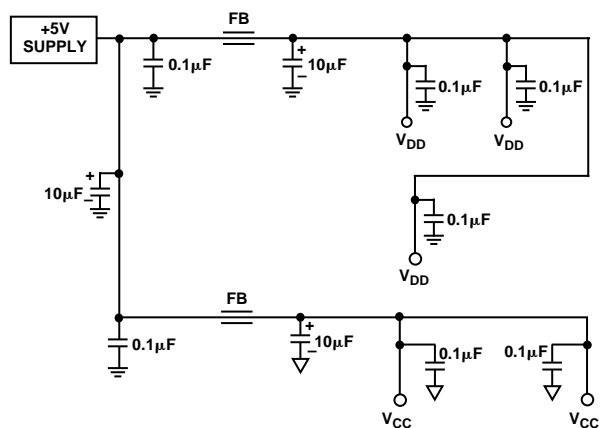 +5V
SUPPLY
FB
0.1µF
+
10µF
–
0.1µF
0.1µF
VDD
VDD
+
10µF
–
0.1µF
VDD
FB
0.1µF
+
10µF
–
0.1µF
0.1µF
VCC
VCC